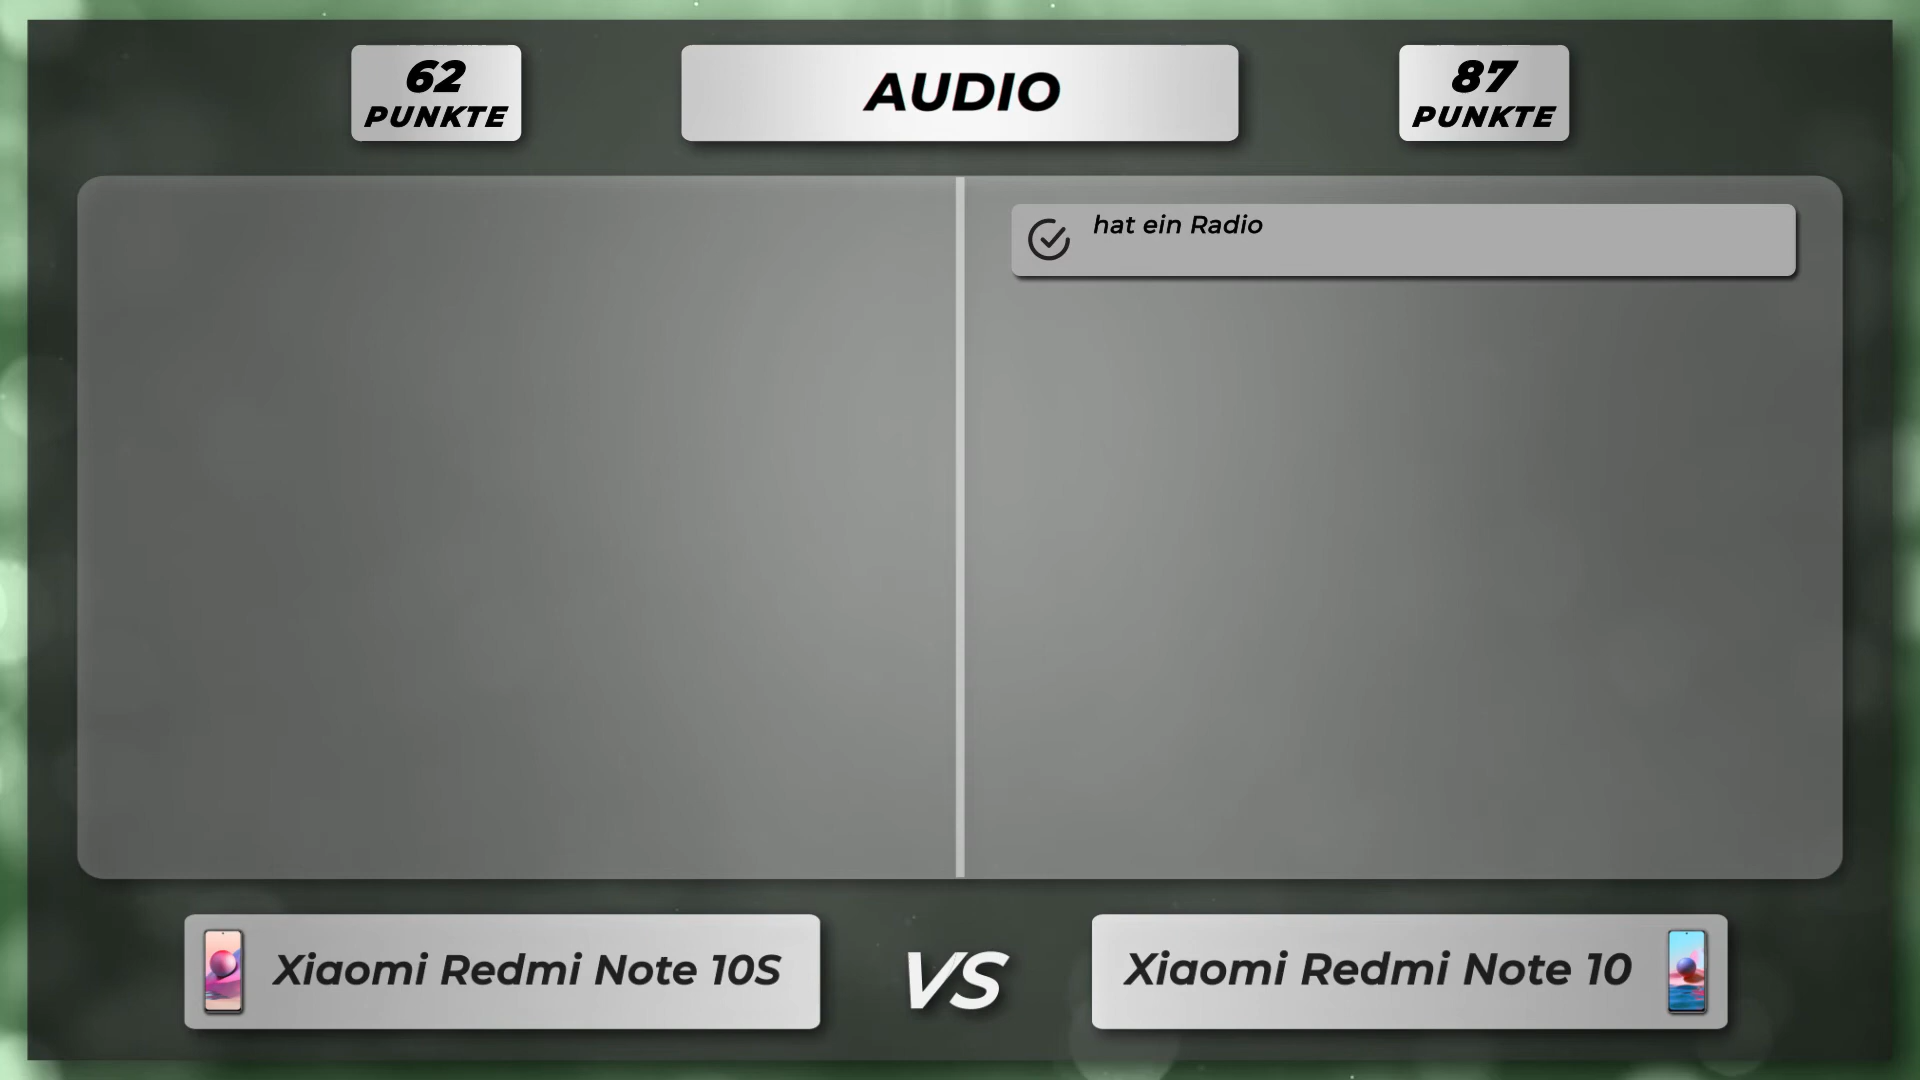 62
PUNKTE
AUDIO
87
PUNKTE
hat ein Radio
Xiaomi Redmi Note 10S
VS
Xiaomi Redmi Note 10